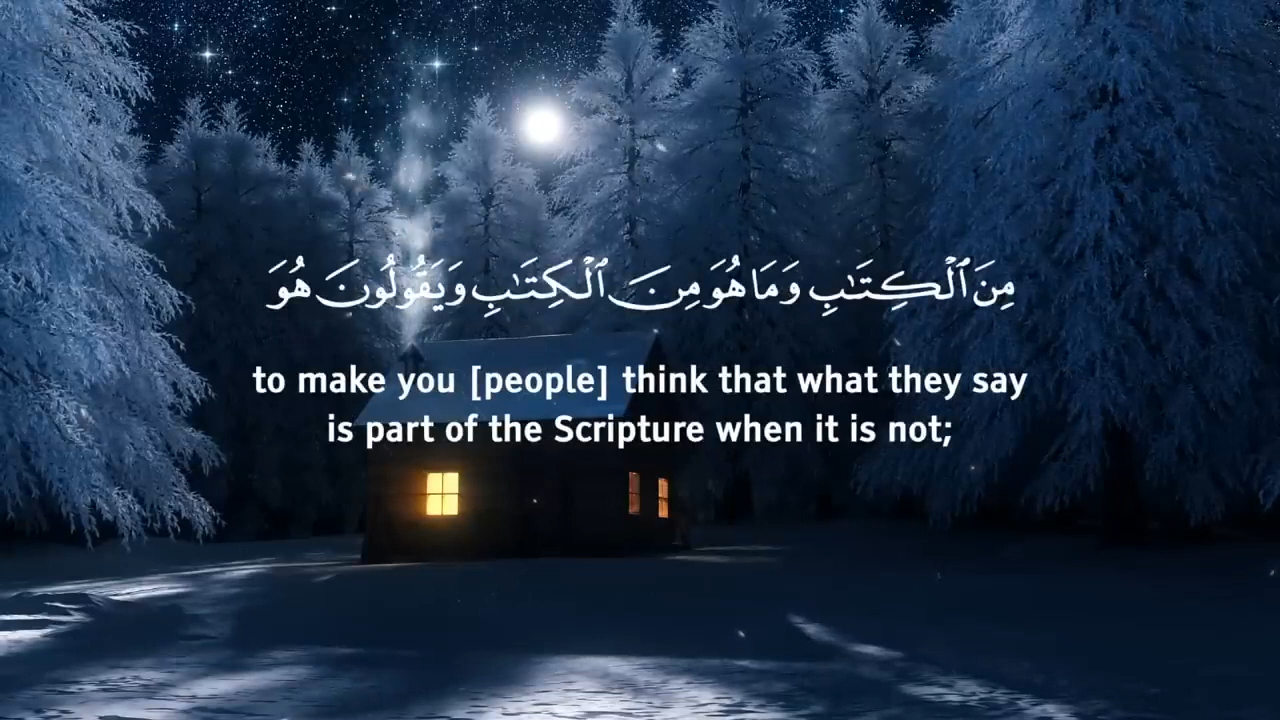 مِنَ ٱلْكِتَٰبِ وَمَا هُوَ مِنَ ٱلْكِتَٰبِ وَيَقُولُونَ هُوَ
to make you [people] think that what they say
is part of the Scripture when it is not;